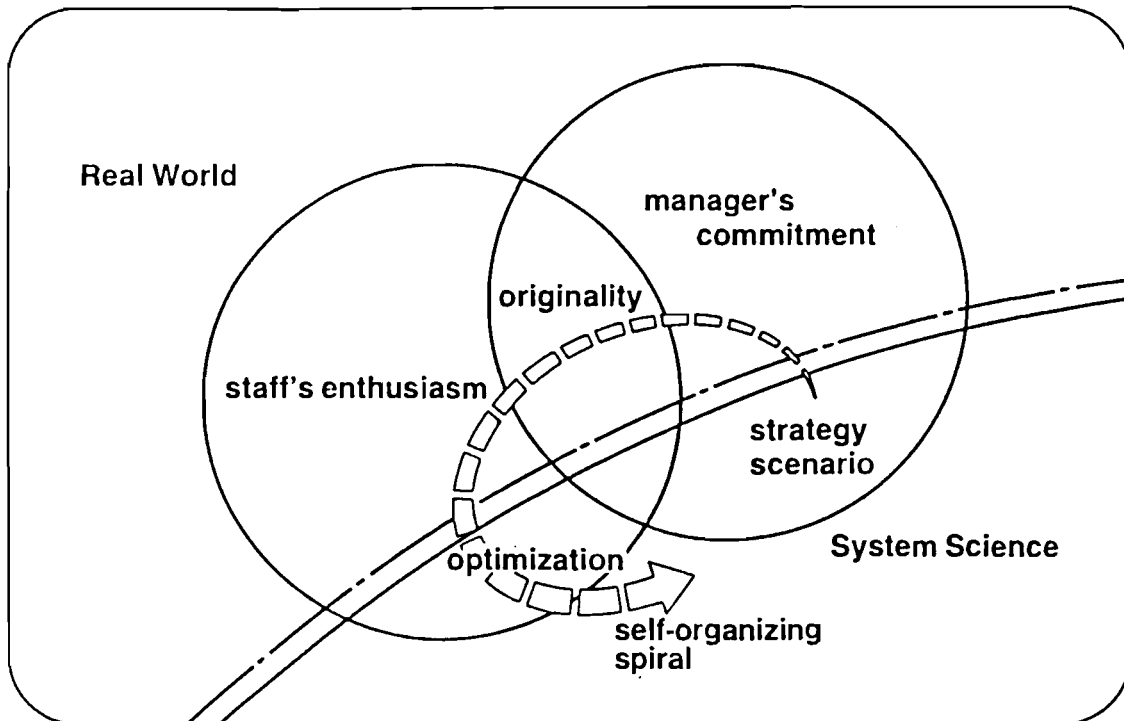 Real World
manager's
commitment
originality
staff's enthusiasm
strategy
scenario
System Science
optimization
self-organizing
spiral